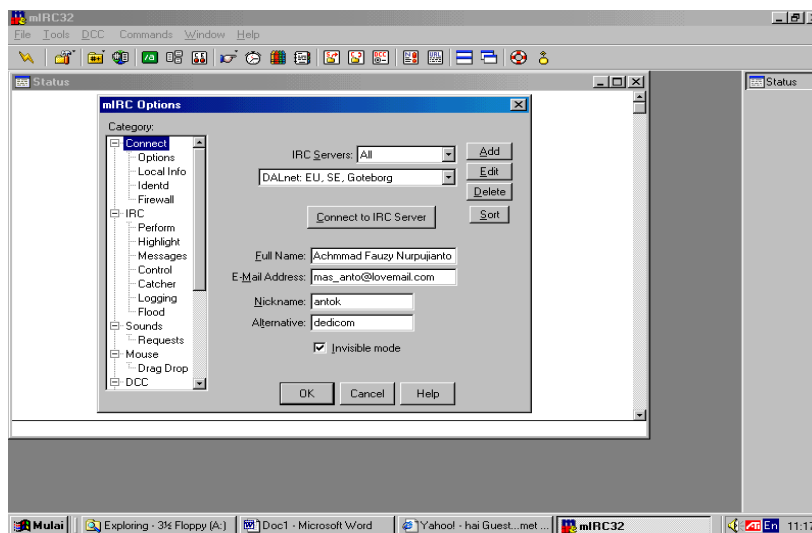 mIRC32
File Tools DCC Commands Window Help
Status
Status
mIRC Options
Category:
Connect
Options
Local Info
Identd
Firewall
IRC
Perform
Highlight
Messages
Control
Catcher
Logging
Flood
Sounds
Requests
Mouse
Drag Drop
DCC
IRC Servers: All
DALnet: EU, SE, Goteborg
Add
Edit
Delete
Sort
Connect to IRC Server
Full Name: Achmmad Fauzy Nurpujianto
E-Mail Address: mas_anto@lovemail.com
Nickname: antok
Alternative: dedicom
Invisible mode
OK Cancel Help
Mulai Exploring - 3½ Floppy (A:) Doc1 - Microsoft Word Yahoo! - hai Guest...met ... mIRC32 ATI En 11:17